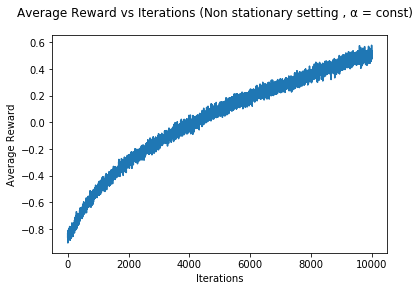 Average Reward vs Iterations (Non stationary setting , α = const)
0.6
0.4
0.2
0.0
−0.2
−0.4
−0.6
−0.8
Average Reward
0 2000 4000 6000 8000 10000
Iterations